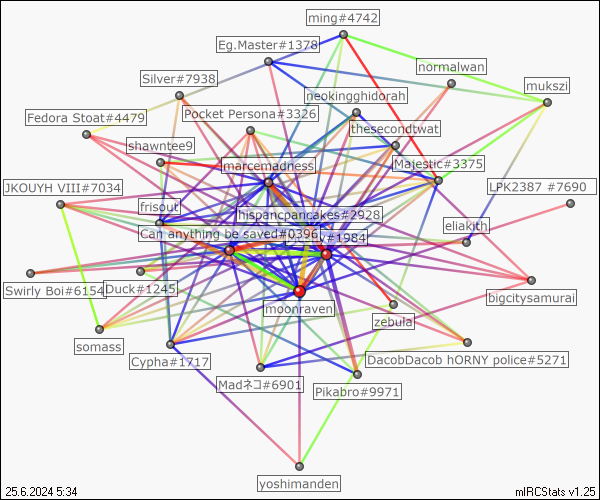 ming#4742
Eg.Master#1378
normalwan
Silver#7938
mukszi
neokingghidorah
Pocket Persona#3326
Fedora Stoat#4479
thesecondtwat
shawntee9
marcemadness
Majestic#3375
JKOUYH VIII#7034
LPK2387 #7690
frisout
hispancpancakes#2928
eliakith
Can anything be saved#0396
#1984
Swirly Boi#6154
Duck#1245
bigcitysamurai
moonraven
zebula
somass
Cypha#1717
DacobDacob hORNY police#5271
Madネコ#6901
Pikabro#9971
yoshimanden
25.6.2024 5:34
mIRCStats v1.25